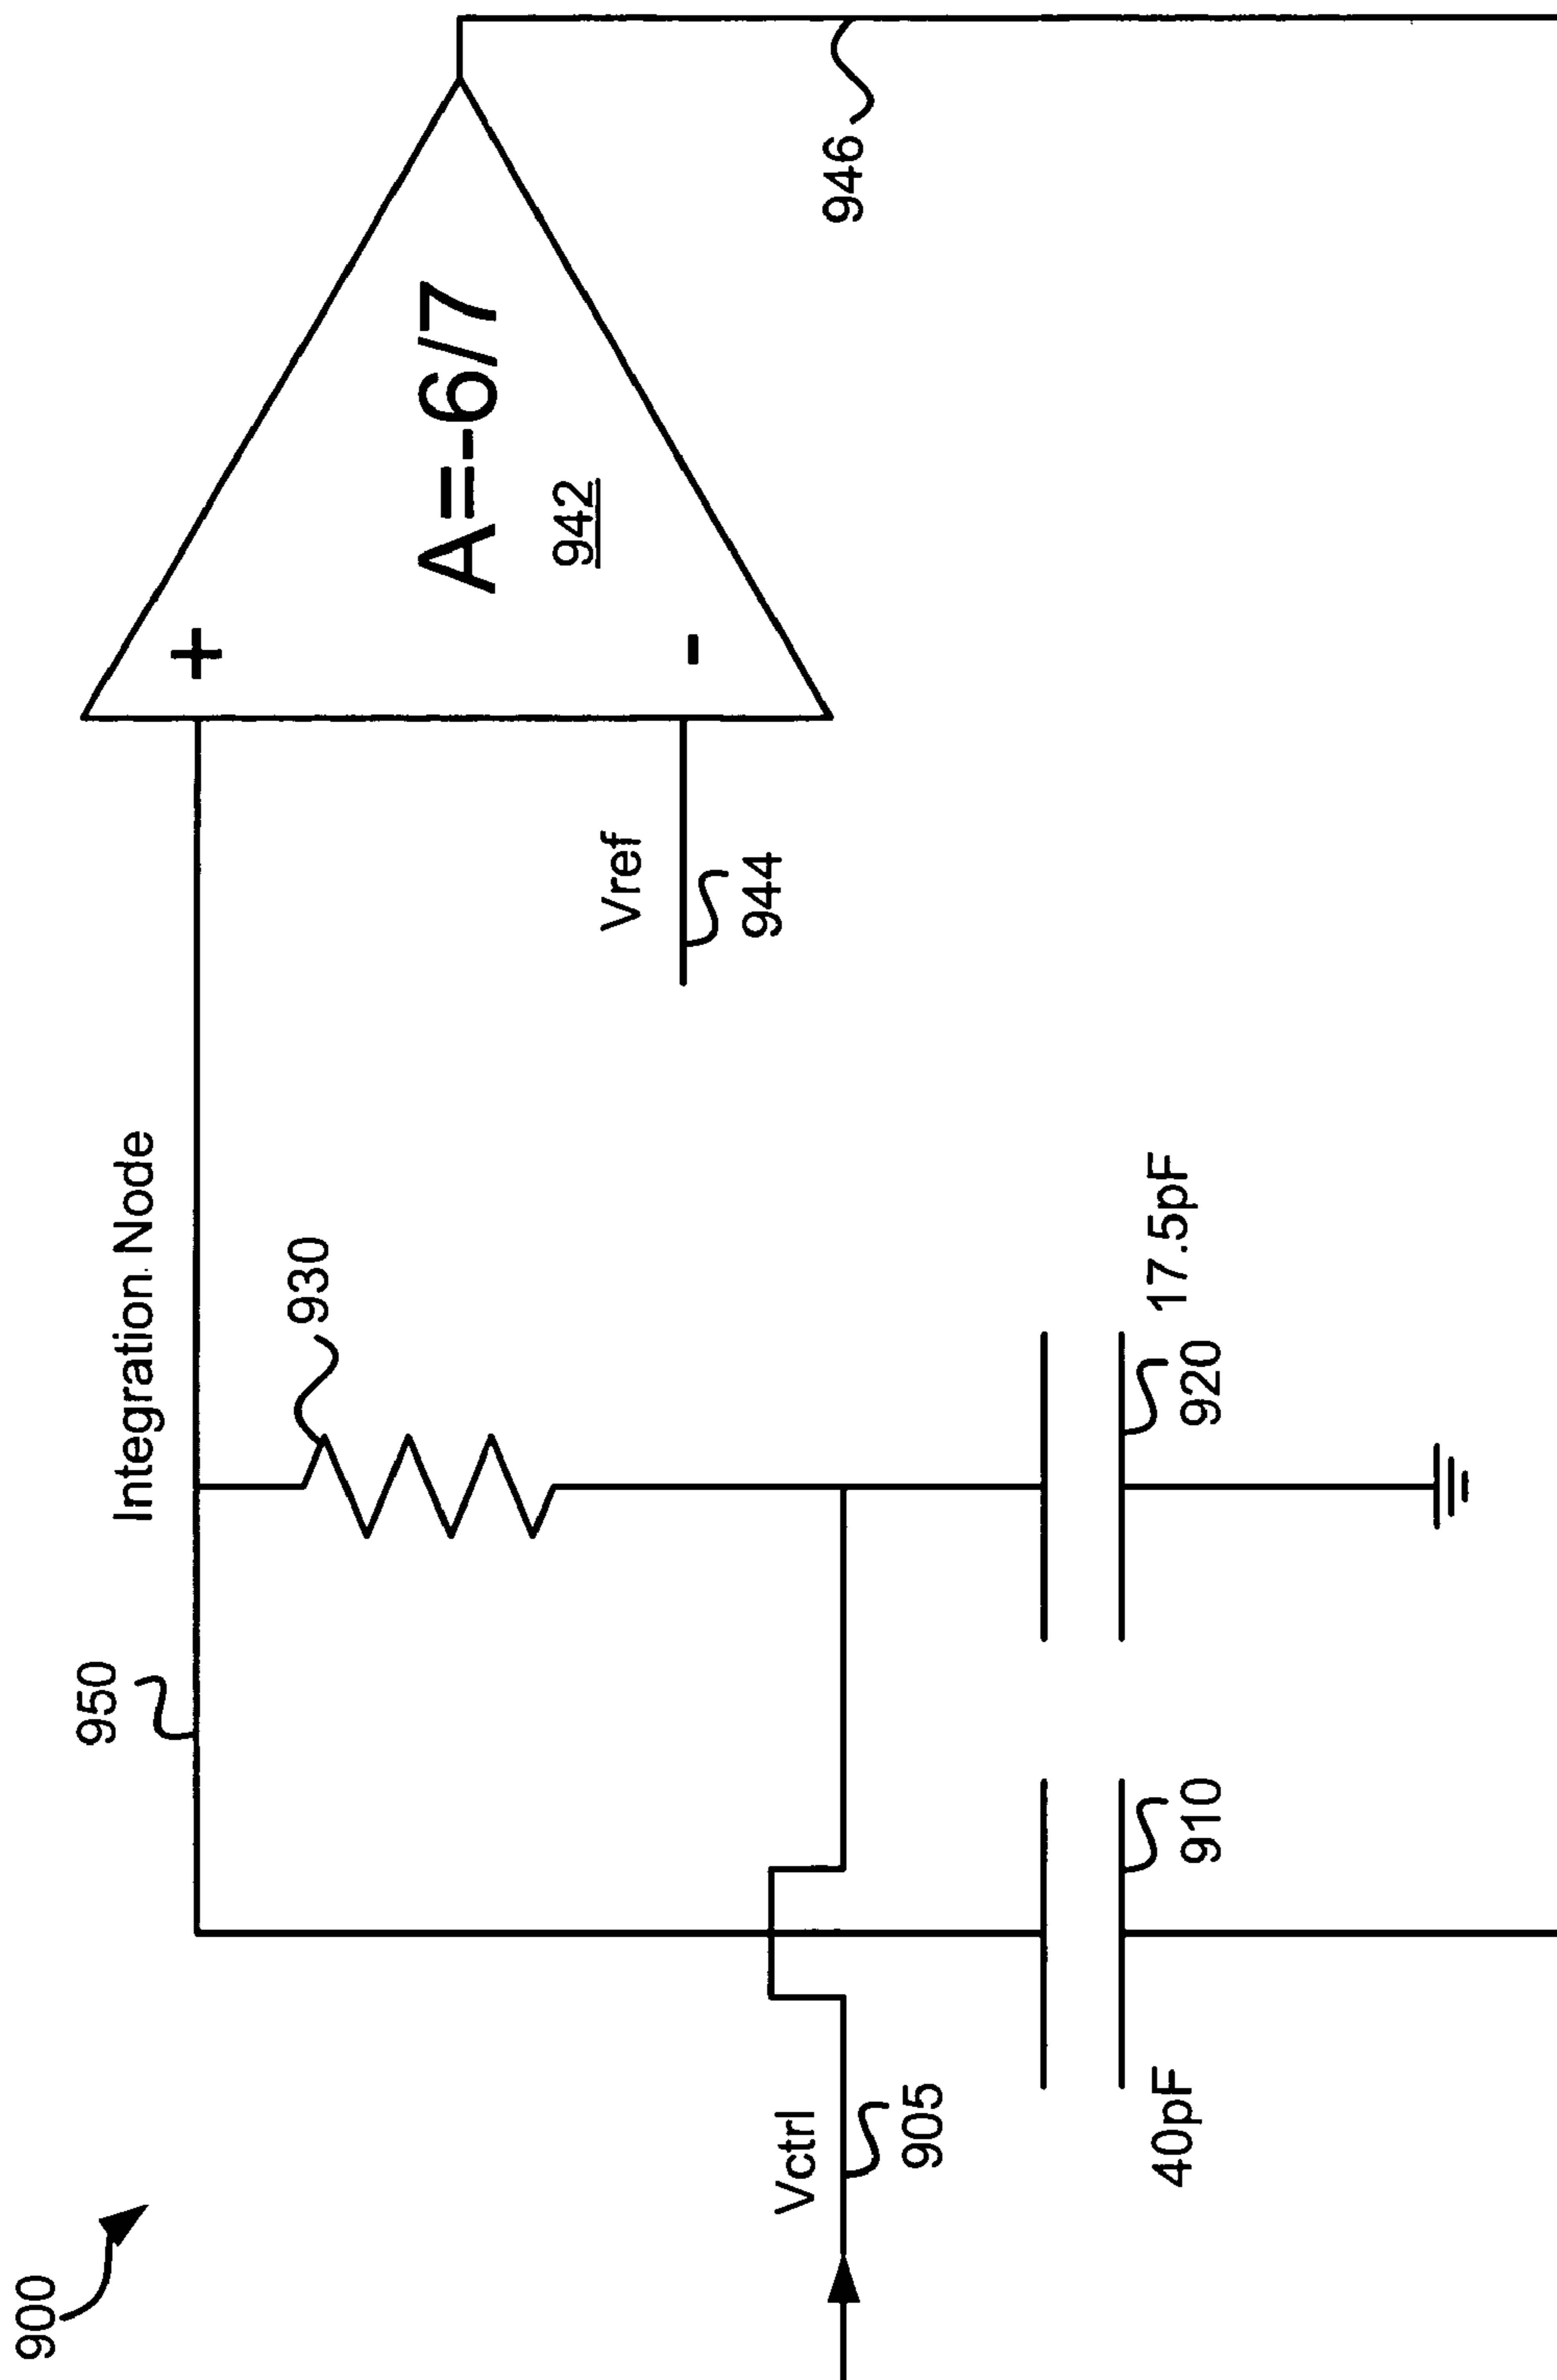 900
950
Integration Node
930
+
A=-6/7
942
-
Vref
944
946
Vctrl
905
40pF
910
17.5pF
920